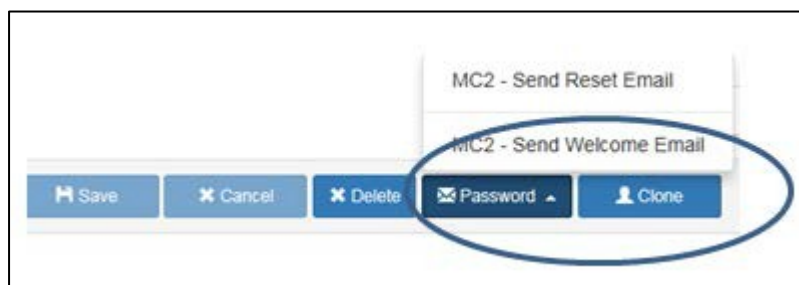 MC2 - Send Reset Email
MC2 - Send Welcome Email
Save Cancel Delete Password Clone